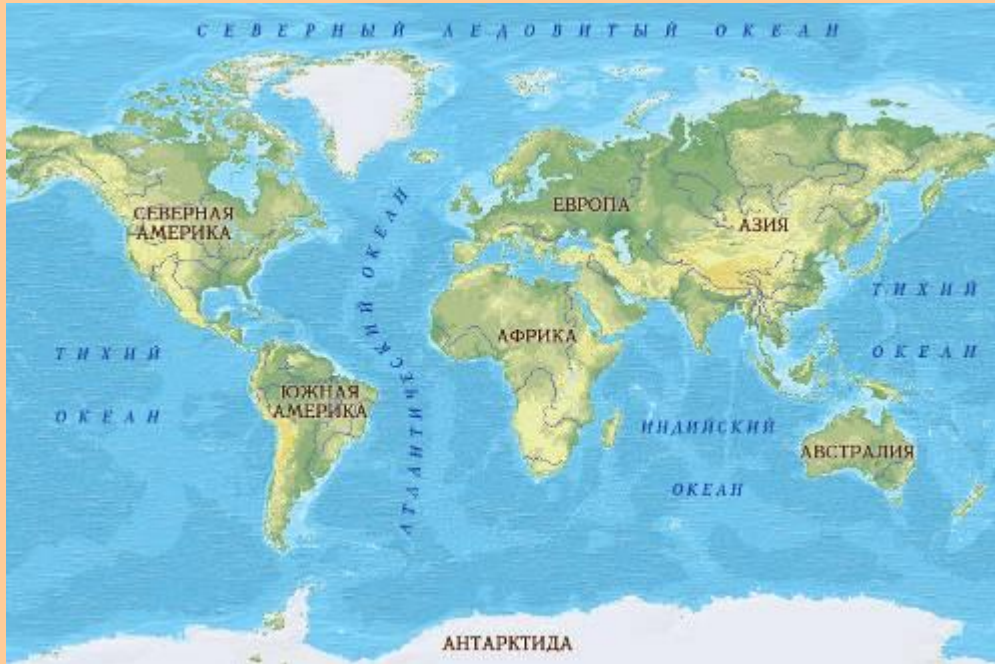 СЕВЕРНЫЙ ЛЕДОВИТЫЙ ОКЕАН
СЕВЕРНАЯ
АМЕРИКА
ЕВРОПА
АЗИЯ
АТЛАНТИЧЕСКИЙ ОКЕАН
ТИХИЙ
ОКЕАН
АФРИКА
ТИХИЙ
ОКЕАН
ЮЖНАЯ
АМЕРИКА
ИНДИЙСКИЙ
ОКЕАН
АВСТРАЛИЯ
АНТАРКТИДА